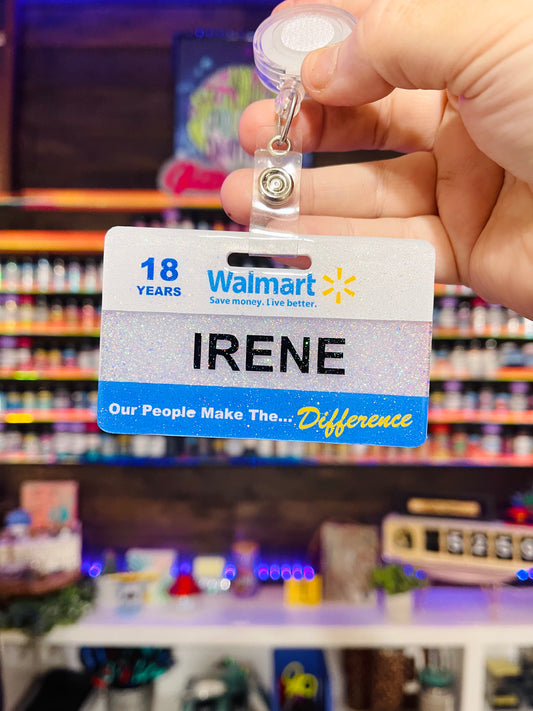 18
YEARS
Walmart
Save money. Live better.
IRENE
Our People Make The... Difference